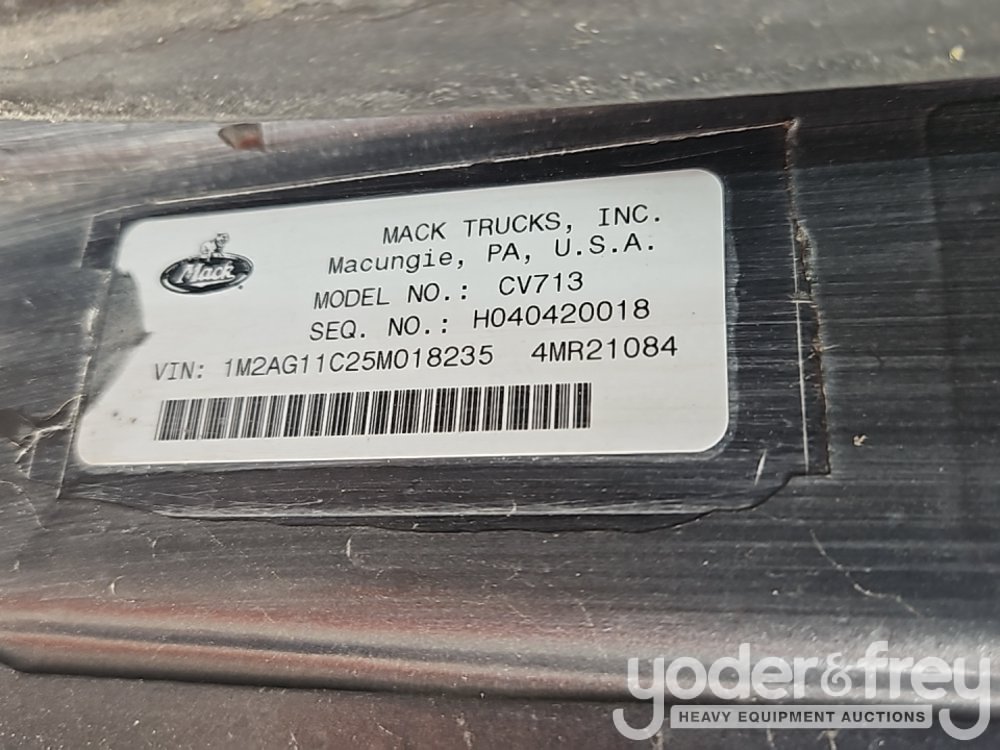 MACK TRUCKS, INC.
Macungie, PA, U.S.A.
Mack
MODEL NO.: CV713
SEQ. NO.: H040420018
VIN: 1M2AG11C25M018235 4MR21084
yoder&frey
HEAVY EQUIPMENT AUCTIONS